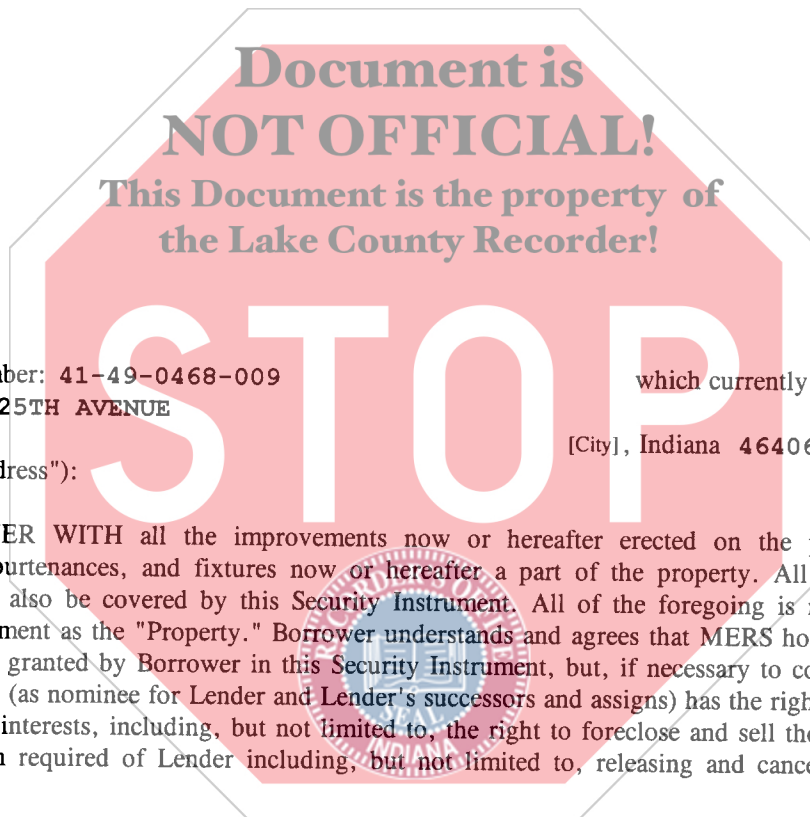 Document is
NOT OFFICIAL!
This Document is the property of
the Lake County Recorder!
STOP
ber: 41-49-0468-009 which currently
25TH AVENUE
[City], Indiana 46406
dress"):
ER WITH all the improvements now or hereafter erected on the
purtenances, and fixtures now or hereafter a part of the property. All
also be covered by this Security Instrument. All of the foregoing is
ment as the "Property." Borrower understands and agrees that MERS ho
granted by Borrower in this Security Instrument, but, if necessary to co
(as nominee for Lender and Lender's successors and assigns) has the righ
interests, including, but not limited to, the right to foreclose and sell the
required of Lender including, but not limited to, releasing and cance
SEAL
INDIANA